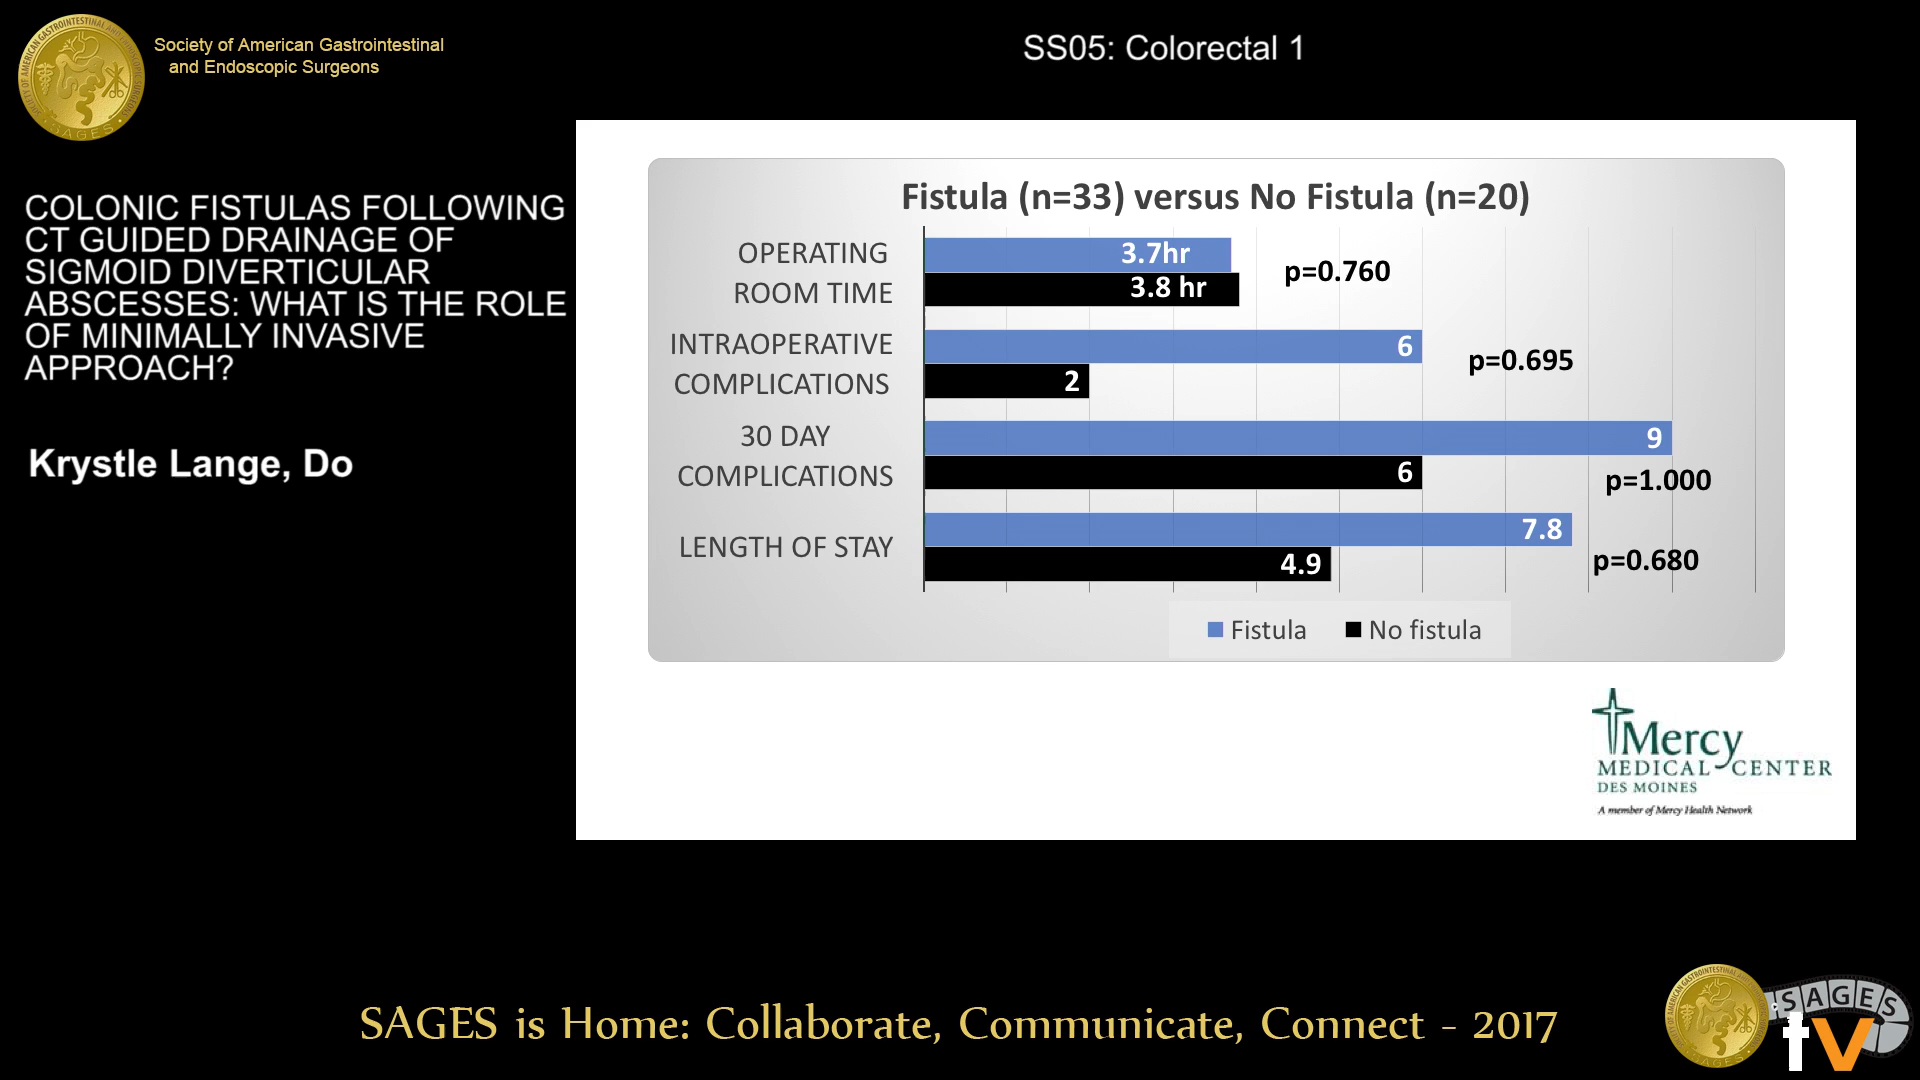 Society of American Gastrointestinal
and Endoscopic Surgeons
SS05: Colorectal 1
COLONIC FISTULAS FOLLOWING
CT GUIDED DRAINAGE OF
SIGMOID DIVERTICULAR
ABSCESSES: WHAT IS THE ROLE
OF MINIMALLY INVASIVE
APPROACH?
Krystle Lange, Do
Fistula (n=33) versus No Fistula (n=20)
OPERATING
ROOM TIME
3.7hr
3.8 hr
p=0.760
INTRAOPERATIVE
COMPLICATIONS
6
2
p=0.695
30 DAY
COMPLICATIONS
9
6
p=1.000
LENGTH OF STAY
7.8
4.9
p=0.680
Fistula
No fistula
Mercy
MEDICAL CENTER
DES MOINES
A member of Mercy Health Network
SAGES is Home: Collaborate, Communicate, Connect - 2017
SAGES
tv